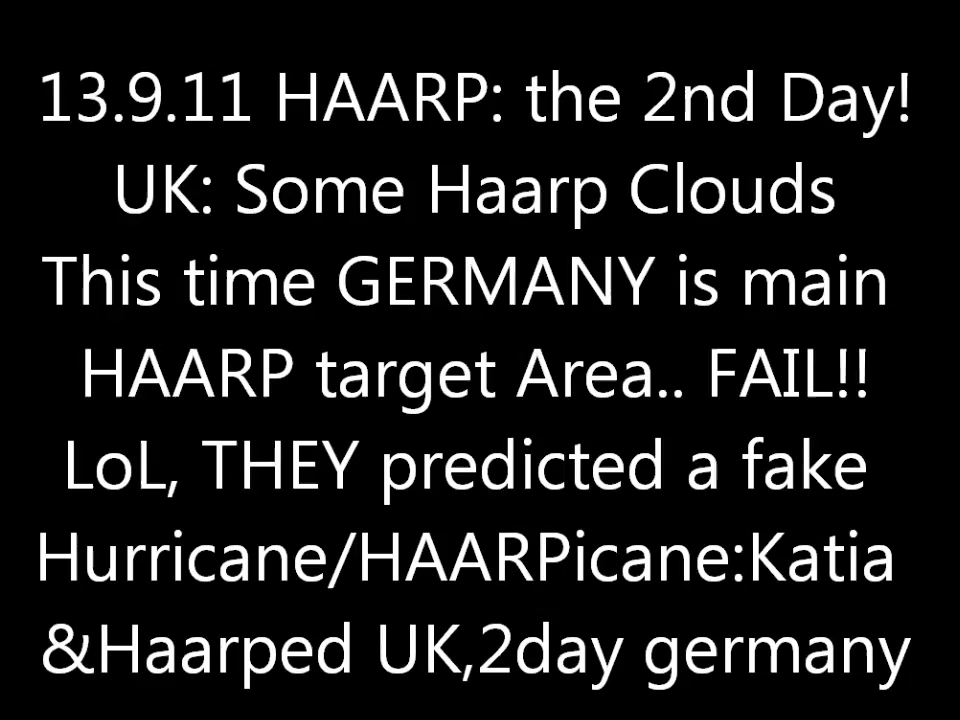 13.9.11 HAARP: the 2nd Day!
UK: Some Haarp Clouds
This time GERMANY is main
HAARP target Area.. FAIL!!
LoL, THEY predicted a fake
Hurricane/HAARPicane:Katia
&Haarped UK,2day germany